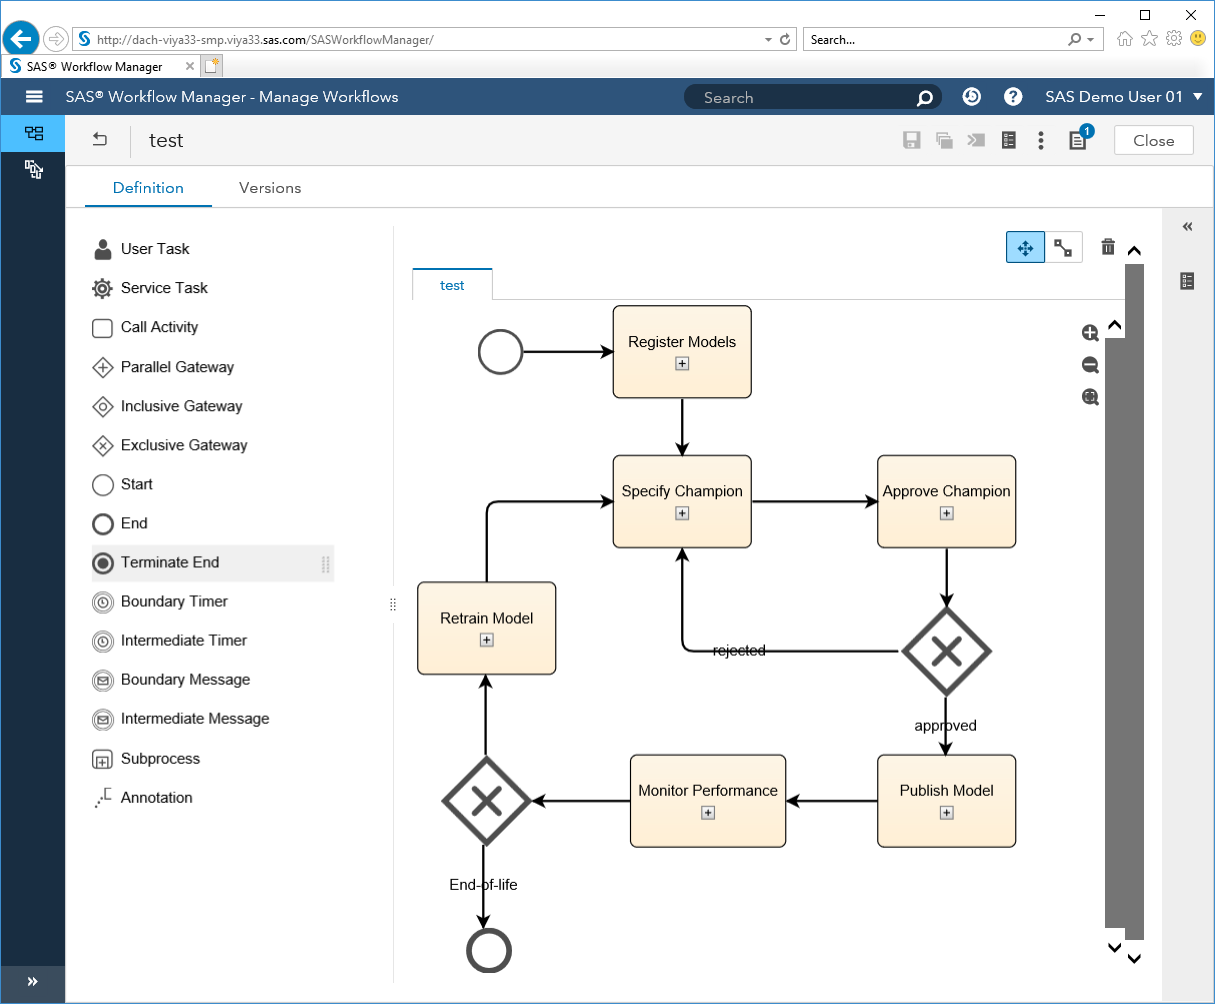 http://dach-viya33-smp.viya33.sas.com/SASWorkflowManager/
Search...
SAS® Workflow Manager
SAS® Workflow Manager - Manage Workflows
Search
?
SAS Demo User 01
test
1
Close
Definition
Versions
User Task
Service Task
Call Activity
Parallel Gateway
Inclusive Gateway
Exclusive Gateway
Start
End
Terminate End
Boundary Timer
Intermediate Timer
Boundary Message
Intermediate Message
Subprocess
Annotation
test
Register Models
Specify Champion
Approve Champion
Retrain Model
rejected
approved
Monitor Performance
Publish Model
End-of-life